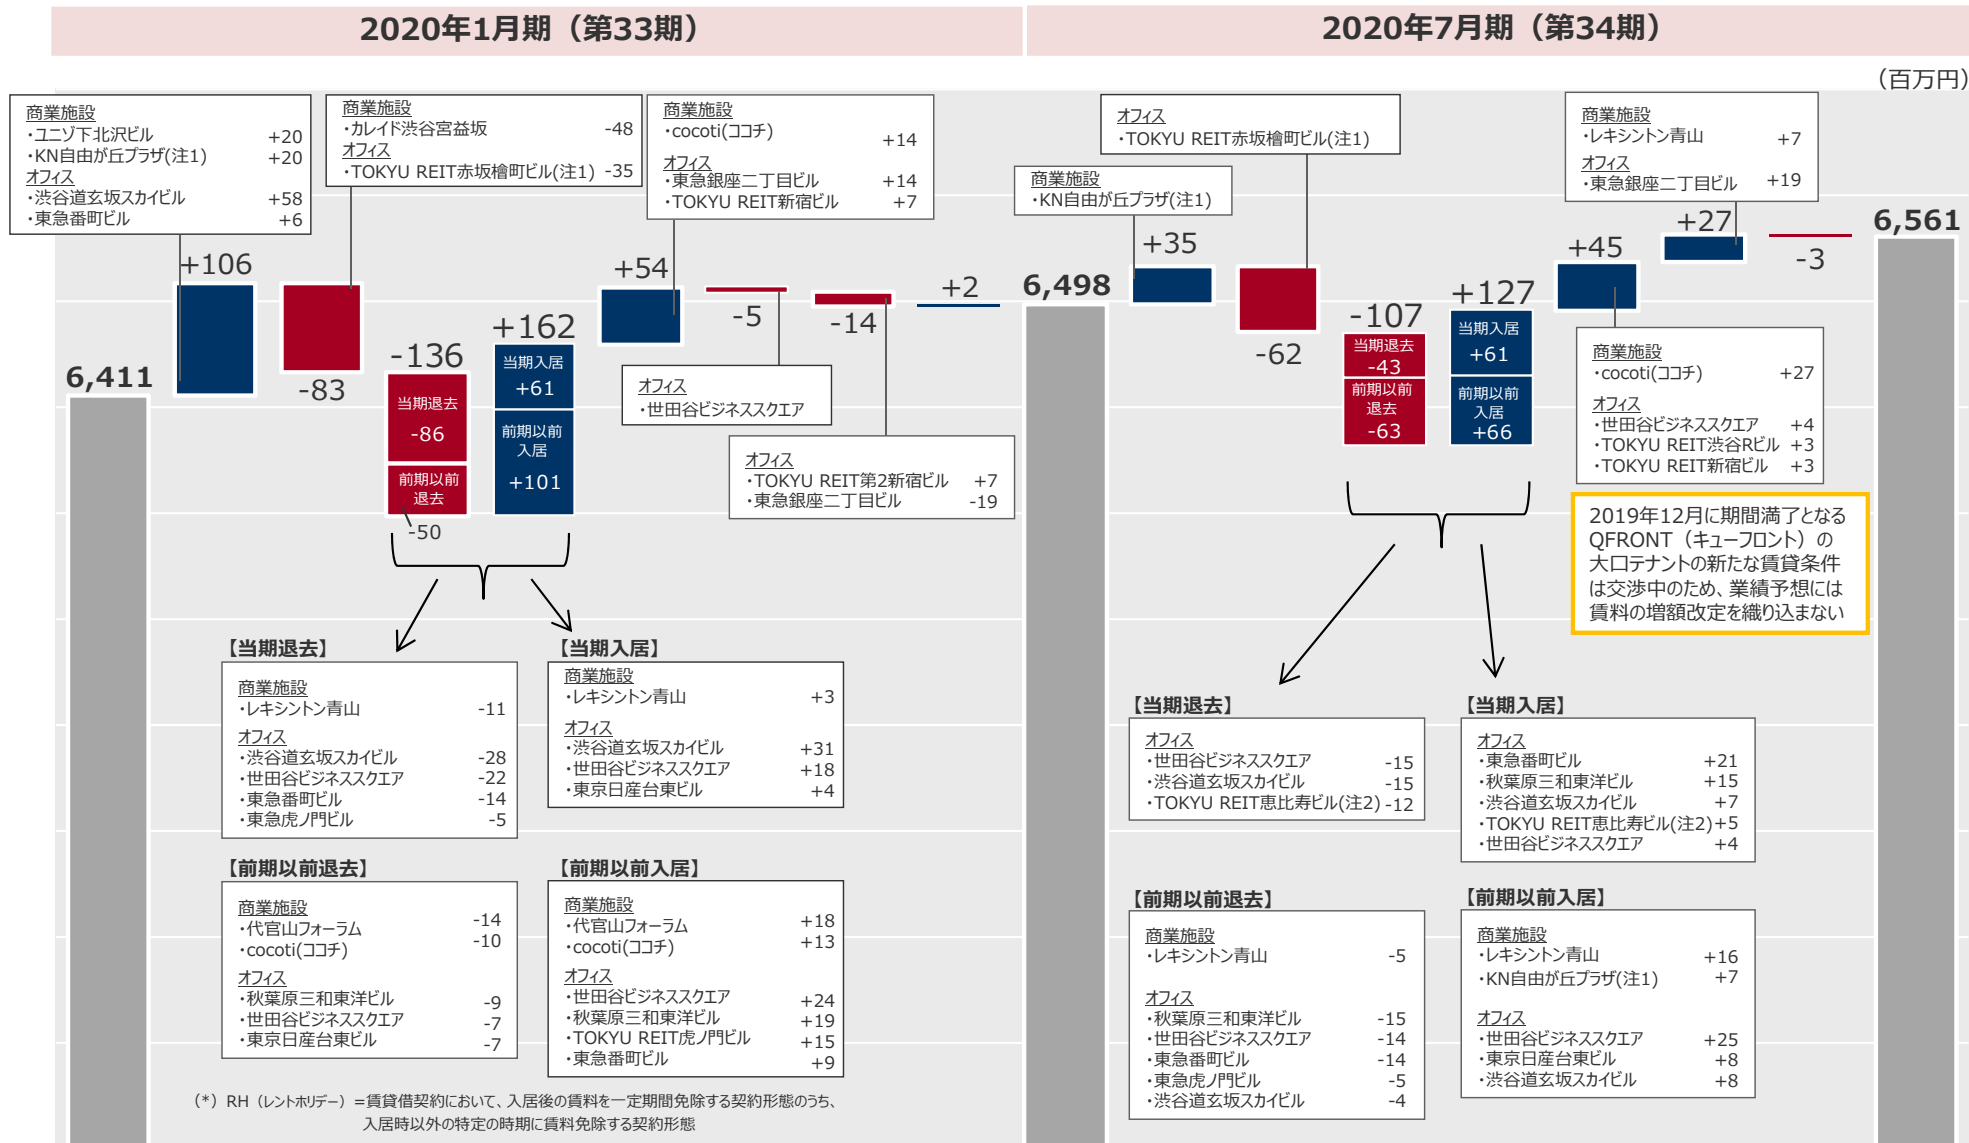 2020年1月期（第33期）
2020年7月期（第34期）
（百万円）
商業施設
・ユニゾ下北沢ビル +20
・KN自由が丘プラザ(注1) +20
オフィス
・渋谷道玄坂スカイビル +58
・東急番町ビル +6
商業施設
・カレイド渋谷宮益坂 -48
オフィス
・TOKYU REIT赤坂檜町ビル(注1) -35
商業施設
・cocoti(ココチ) +14
オフィス
・東急銀座二丁目ビル +14
・TOKYU REIT新宿ビル +7
6,411
+106
-83
-136
当期退去
-86
前期以前
退去
-50
+162
当期入居
+61
前期以前
入居
+101
+54
-5
オフィス
・世田谷ビジネススクエア
-14
オフィス
・TOKYU REIT第2新宿ビル +7
・東急銀座二丁目ビル -19
+2
6,498
【当期退去】
商業施設
・レキシントン青山 -11
オフィス
・渋谷道玄坂スカイビル -28
・世田谷ビジネススクエア -22
・東急番町ビル -14
・東急虎ノ門ビル -5
【当期入居】
商業施設
・レキシントン青山 +3
オフィス
・渋谷道玄坂スカイビル +31
・世田谷ビジネススクエア +18
・東京日産台東ビル +4
【前期以前退去】
商業施設
・代官山フォーラム -14
・cocoti(ココチ) -10
オフィス
・秋葉原三和東洋ビル -9
・世田谷ビジネススクエア -7
・東京日産台東ビル -7
【前期以前入居】
商業施設
・代官山フォーラム +18
・cocoti(ココチ) +13
オフィス
・世田谷ビジネススクエア +24
・秋葉原三和東洋ビル +19
・TOKYU REIT虎ノ門ビル +15
・東急番町ビル +9
（*）RH（レントホリデー）＝賃貸借契約において、入居後の賃料を一定期間免除する契約形態のうち、
入居時以外の特定の時期に賃料免除する契約形態
商業施設
・KN自由が丘プラザ(注1)
+35
オフィス
・TOKYU REIT赤坂檜町ビル(注1)
-62
-107
当期退去
-43
前期以前
退去
-63
+127
当期入居
+61
前期以前
入居
+66
+45
商業施設
・cocoti(ココチ) +27
オフィス
・世田谷ビジネススクエア +4
・TOKYU REIT渋谷Rビル +3
・TOKYU REIT新宿ビル +3
商業施設
・レキシントン青山 +7
オフィス
・東急銀座二丁目ビル +19
+27
-3
6,561
2019年12月に期間満了となる
QFRONT（キューフロント）の
大口テナントの新たな賃貸条件
は交渉中のため、業績予想には
賃料の増額改定を織り込まない
【当期退去】
オフィス
・世田谷ビジネススクエア -15
・渋谷道玄坂スカイビル -15
・TOKYU REIT恵比寿ビル(注2) -12
【当期入居】
オフィス
・東急番町ビル +21
・秋葉原三和東洋ビル +15
・渋谷道玄坂スカイビル +7
・TOKYU REIT恵比寿ビル(注2) +5
・世田谷ビジネススクエア +4
【前期以前退去】
商業施設
・レキシントン青山 -5
オフィス
・秋葉原三和東洋ビル -15
・世田谷ビジネススクエア -14
・東急番町ビル -14
・東急虎ノ門ビル -5
・渋谷道玄坂スカイビル -4
【前期以前入居】
商業施設
・レキシントン青山 +16
・KN自由が丘プラザ(注1) +7
オフィス
・世田谷ビジネススクエア +25
・東京日産台東ビル +8
・渋谷道玄坂スカイビル +8